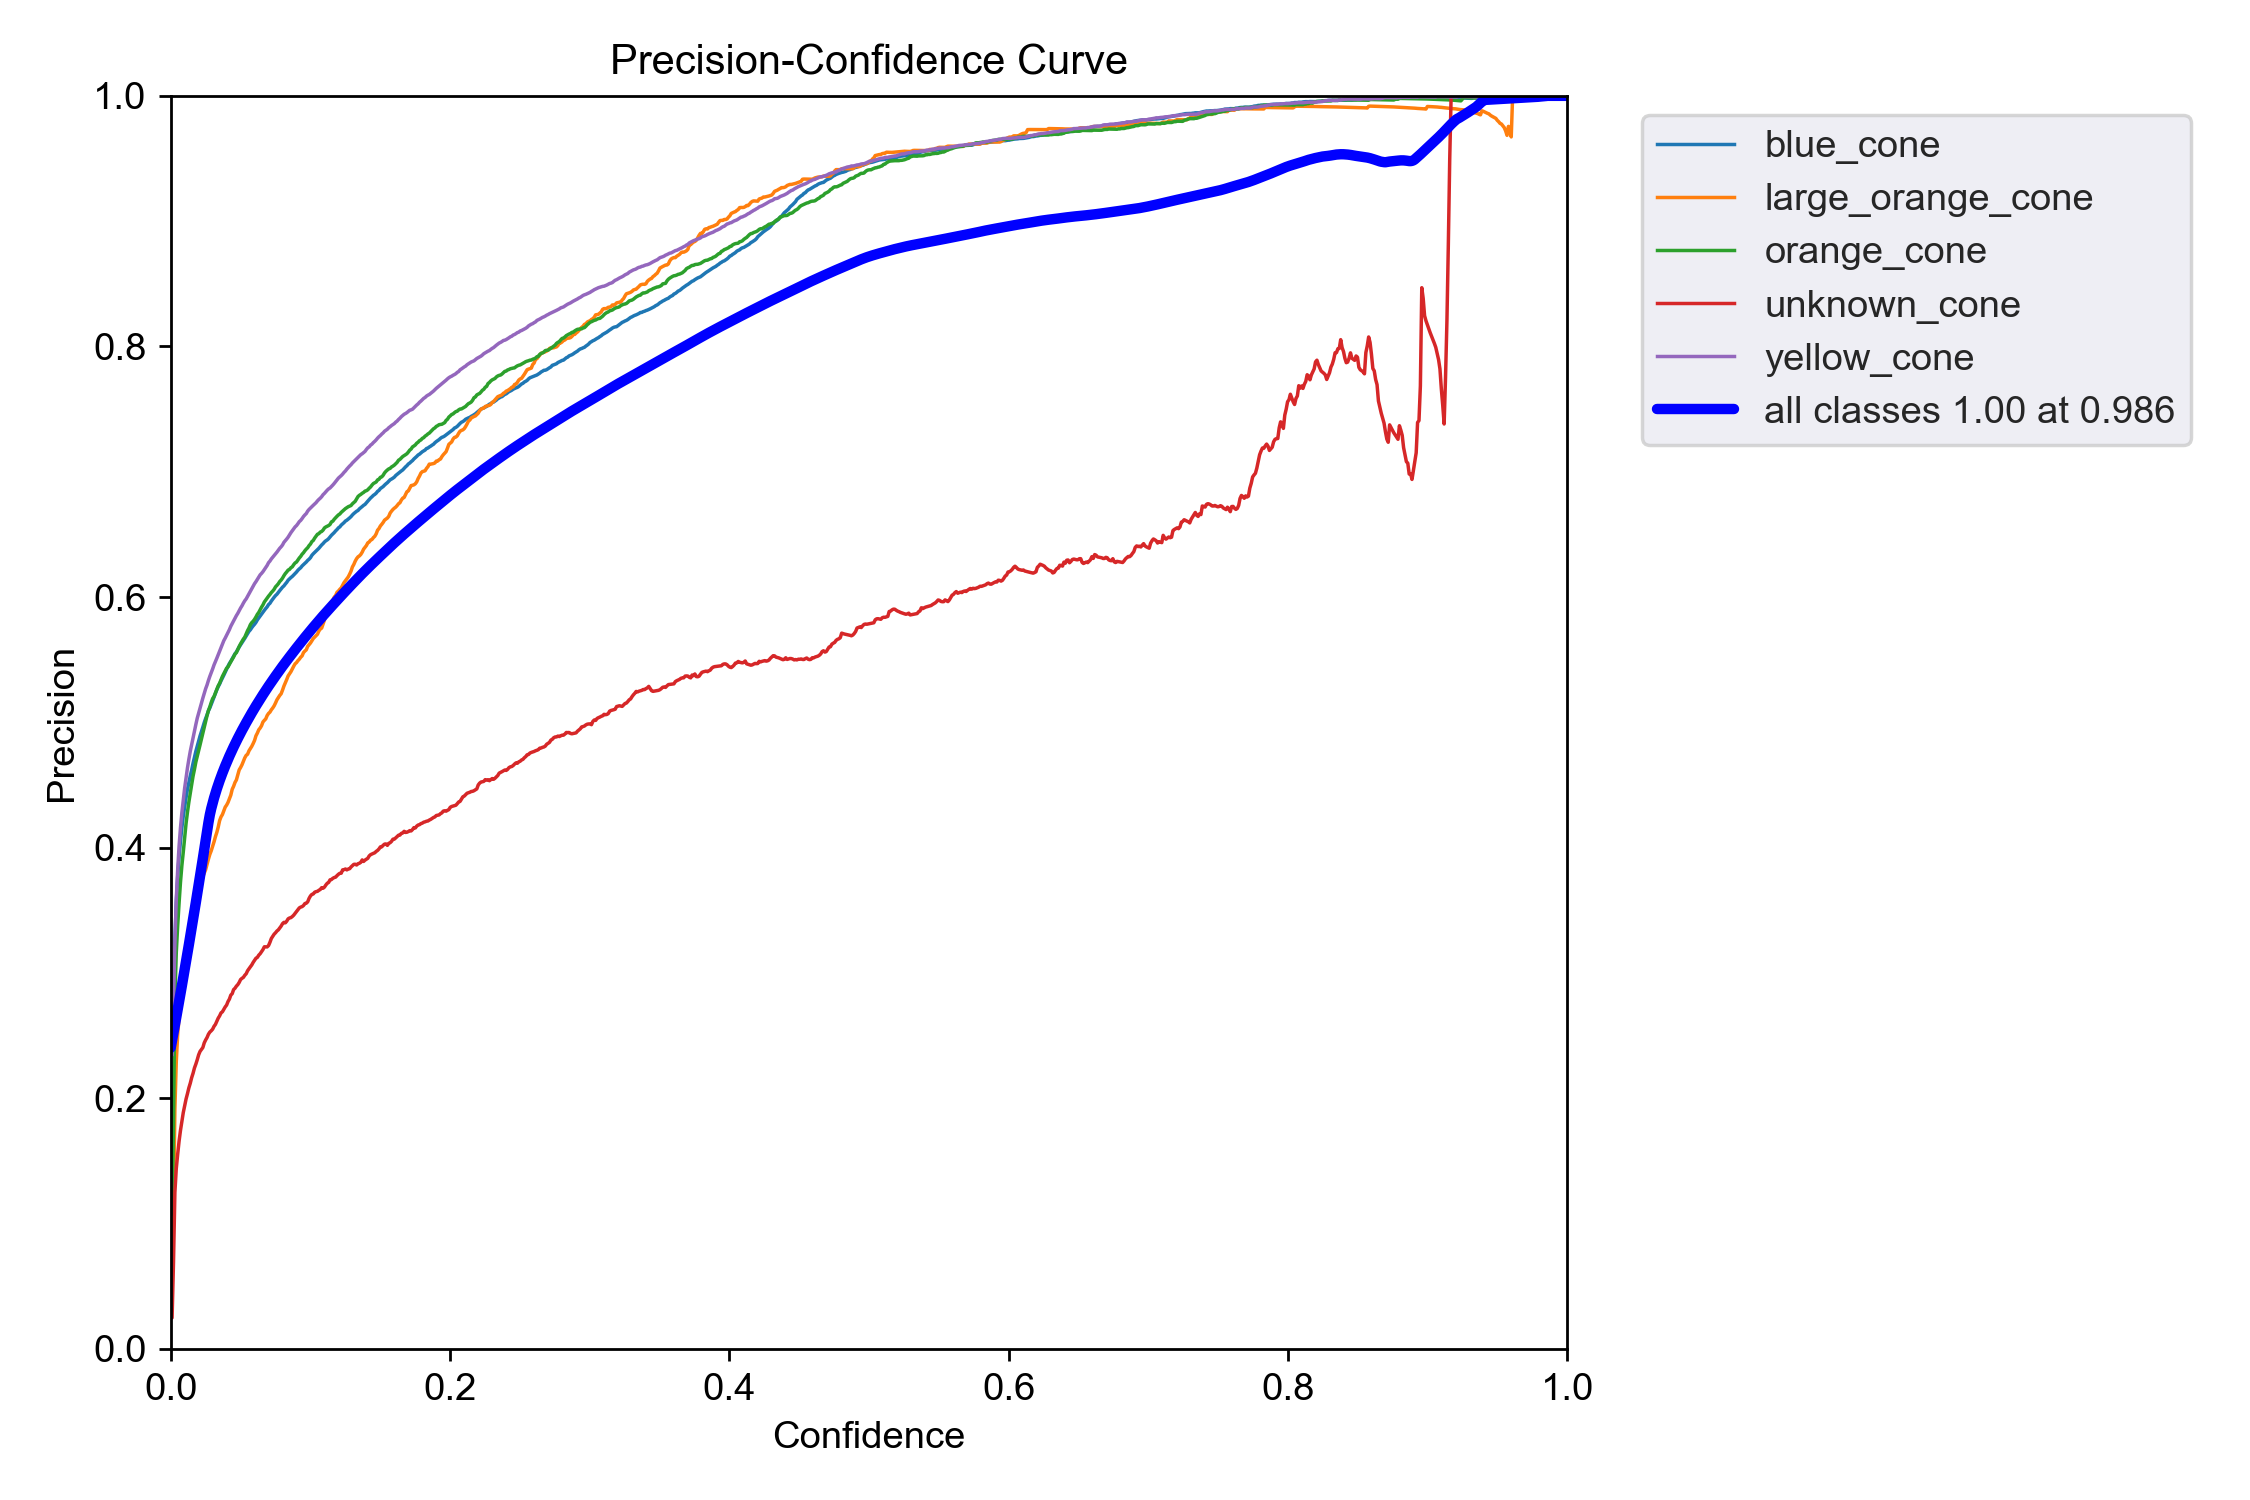 Precision-Confidence Curve
1.0
0.8
0.6
0.4
0.2
0.0
Precision
0.0 0.2 0.4 0.6 0.8 1.0
Confidence
blue_cone
large_orange_cone
orange_cone
unknown_cone
yellow_cone
all classes 1.00 at 0.986